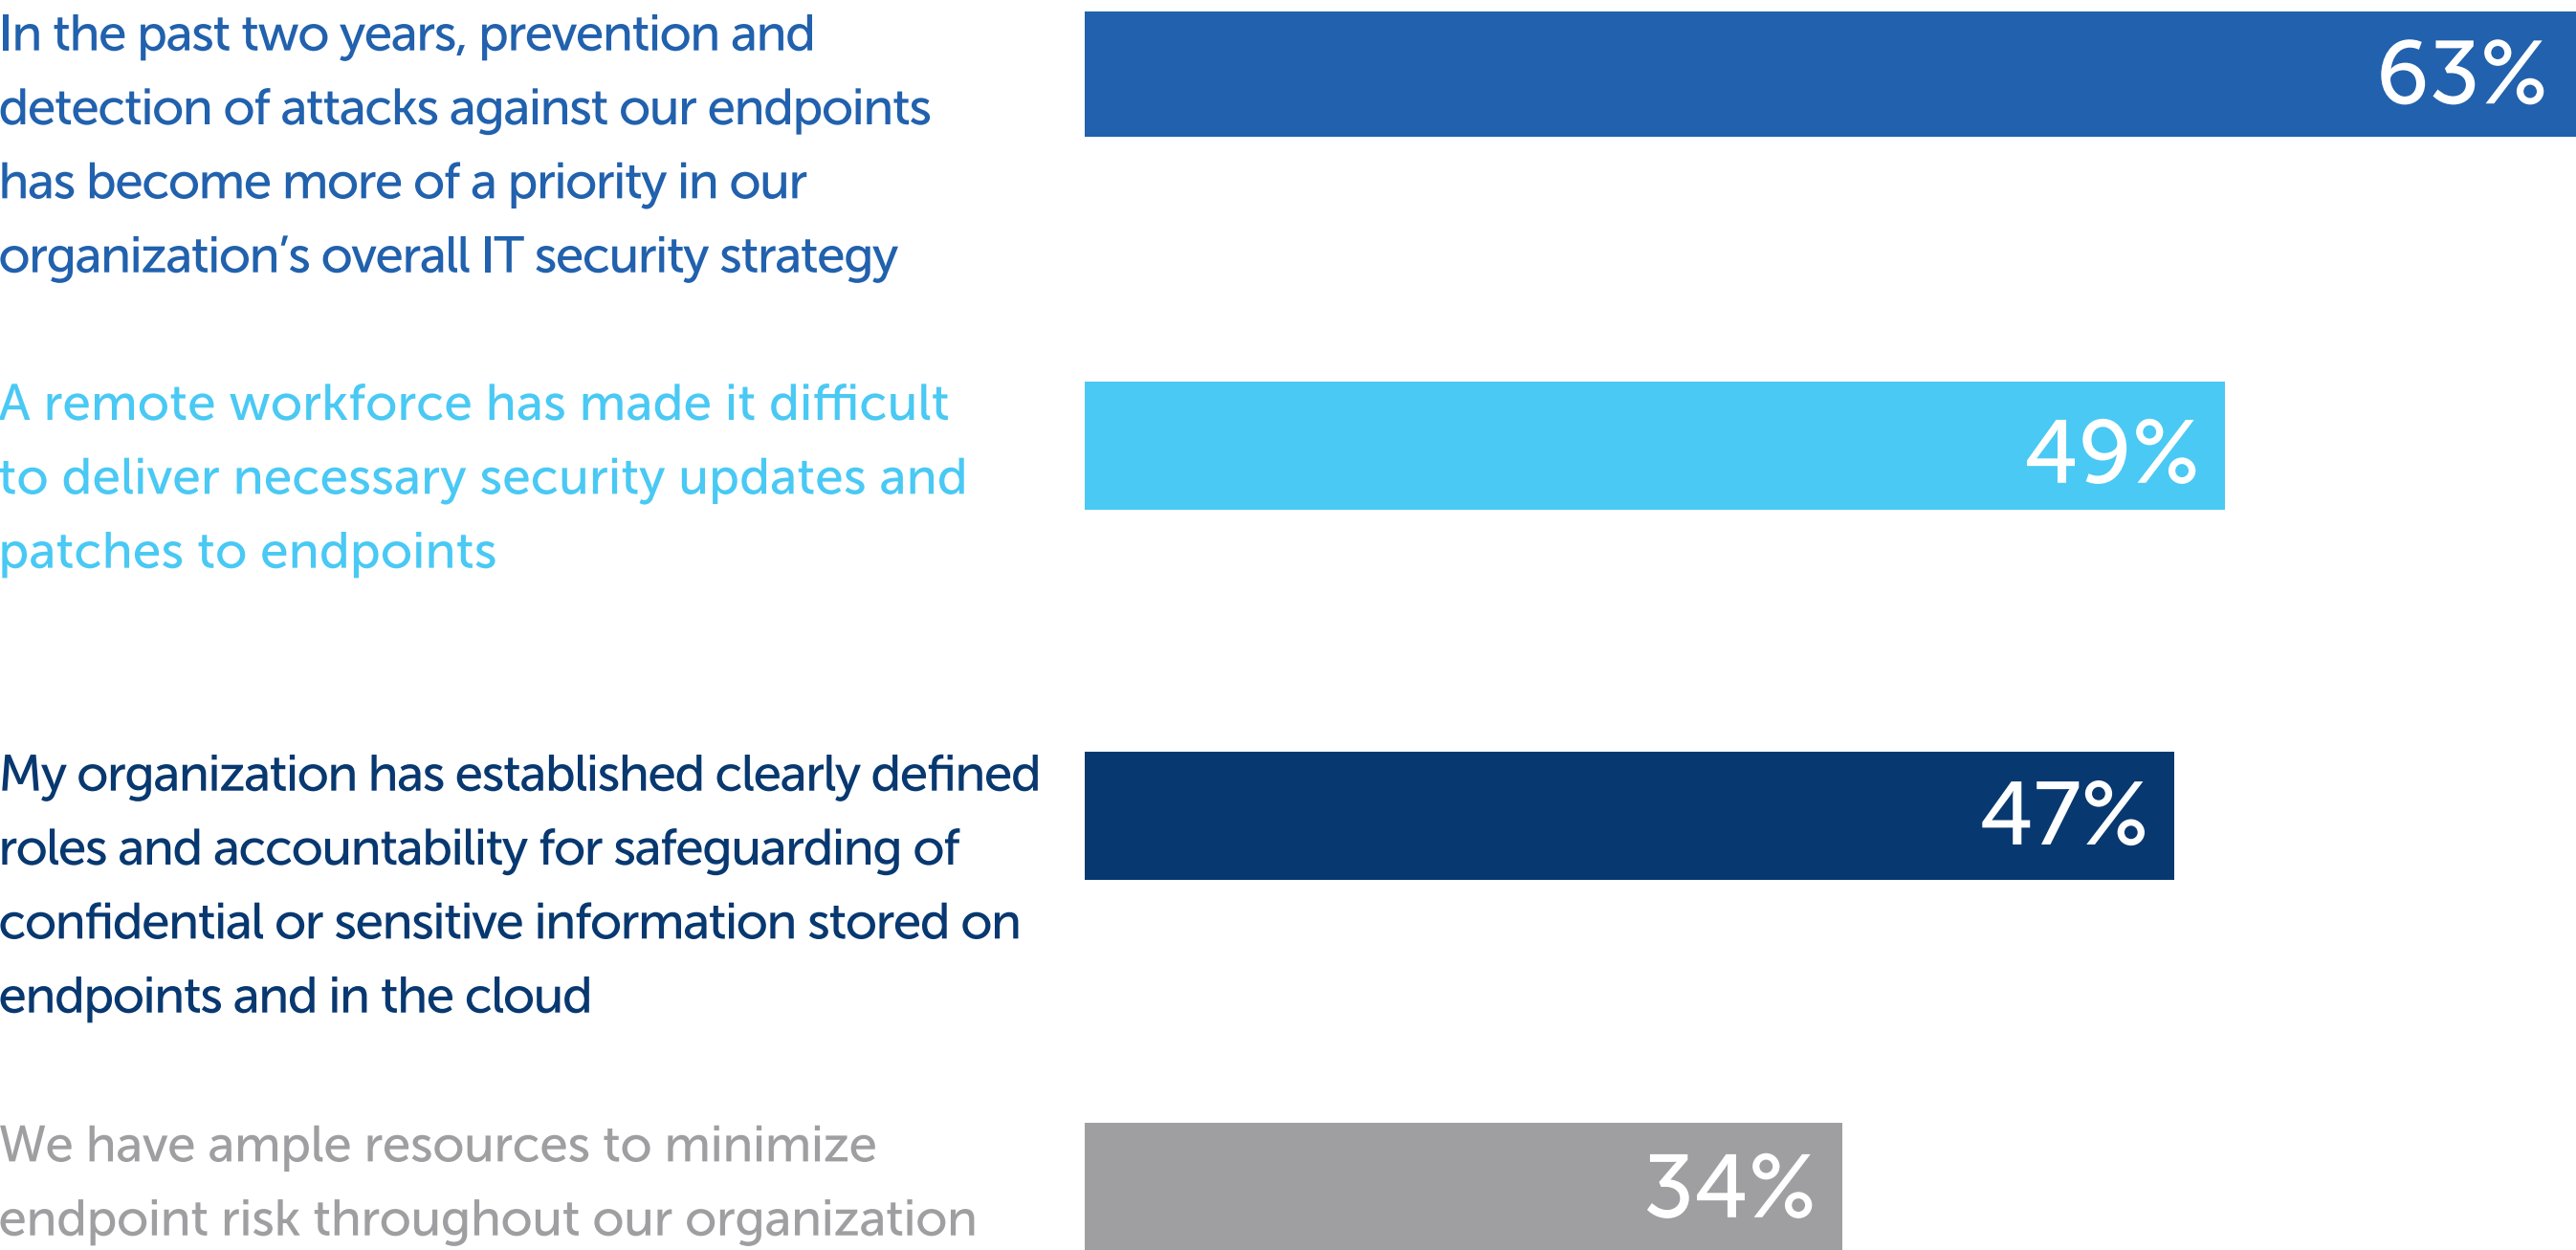 In the past two years, prevention and
detection of attacks against our endpoints
has become more of a priority in our
organization’s overall IT security strategy
63%
A remote workforce has made it difficult
to deliver necessary security updates and
patches to endpoints
49%
My organization has established clearly defined
roles and accountability for safeguarding of
confidential or sensitive information stored on
endpoints and in the cloud
47%
We have ample resources to minimize
endpoint risk throughout our organization
34%